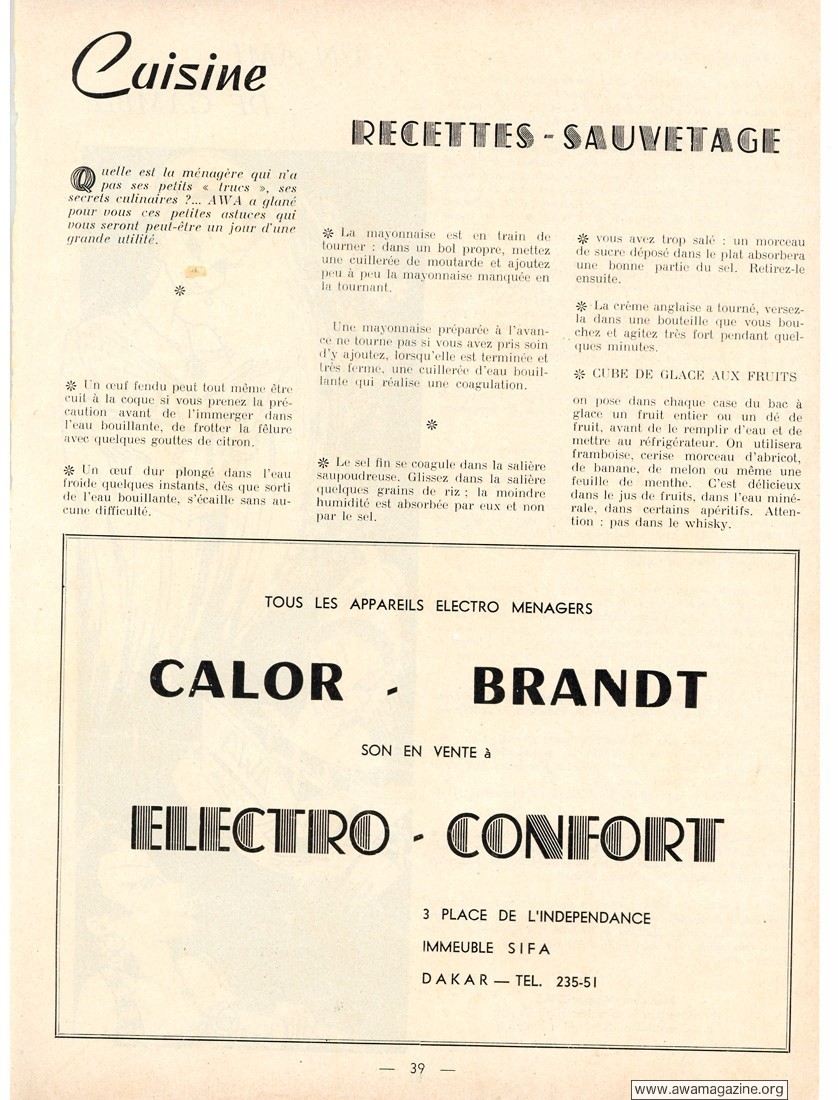 Cuisine
RECETTES - SAUVETAGE
Quelle est la ménagère qui n'a
pas ses petits « trucs », ses
secrets culinaires ?... AWA a glané
pour vous ces petites astuces qui
vous seront peut-être un jour d'une
grande utilité.
❊
❊ Un œuf fendu peut tout même être
cuit à la coque si vous prenez la pré-
caution avant de l'immerger dans
l'eau bouillante, de frotter la fêlure
avec quelques gouttes de citron.
❊ Un œuf dur plongé dans l'eau
froide quelques instants, dès que sorti
de l'eau bouillante, s'écaille sans au-
cune difficulté.
❊ La mayonnaise est en train de
tourner : dans un bol propre, mettez
une cuillerée de moutarde et ajoutez
peu à peu la mayonnaise manquée en
la tournant.
Une mayonnaise préparée à l'avan-
ce ne tourne pas si vous avez pris soin
d'y ajoutez, lorsqu'elle est terminée et
très ferme, une cuillerée d'eau bouil-
lante qui réalise une coagulation.
❊
❊ Le sel fin se coagule dans la salière
saupoudreuse. Glissez dans la salière
quelques grains de riz ; la moindre
humidité est absorbée par eux et non
par le sel.
❊ vous avez trop salé : un morceau
de sucre déposé dans le plat absorbera
une bonne partie du sel. Retirez-le
ensuite.
❊ La crème anglaise a tourné, versez-
la dans une bouteille que vous bou-
chez et agitez très fort pendant quel-
ques minutes.
❊ CUBE DE GLACE AUX FRUITS
on pose dans chaque case du bac à
glace un fruit entier ou un dé de
fruit, avant de le remplir d'eau et de
mettre au réfrigérateur. On utilisera
framboise, cerise morceau d'abricot,
de banane, de melon ou même une
feuille de menthe. C'est délicieux
dans le jus de fruits, dans l'eau miné-
rale, dans certains apéritifs. Atten-
tion : pas dans le whisky.
TOUS LES APPAREILS ELECTRO MENAGERS
CALOR - BRANDT
SON EN VENTE à
ELECTRO - CONFORT
3 PLACE DE L'INDEPENDANCE
IMMEUBLE SIFA
DAKAR — TEL. 235-51
— 39 —
www.awamagazine.org